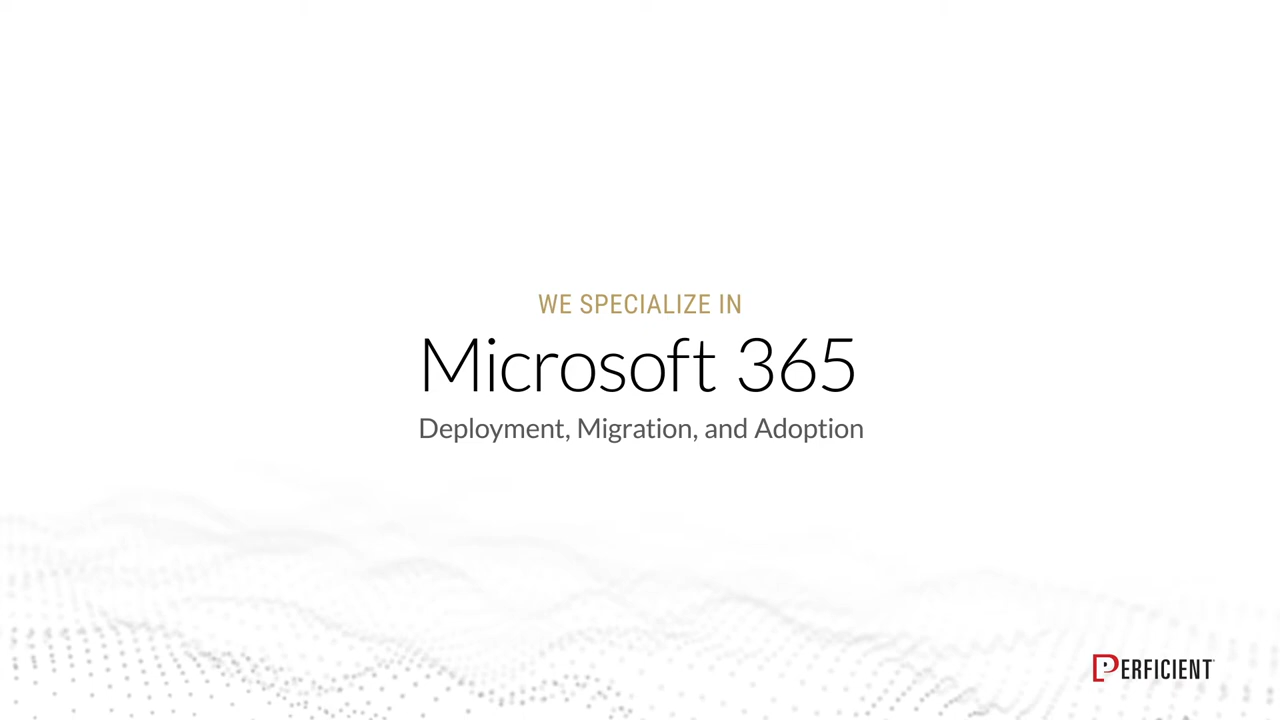 WE SPECIALIZE IN
Microsoft 365
Deployment, Migration, and Adoption
PERFICIENT